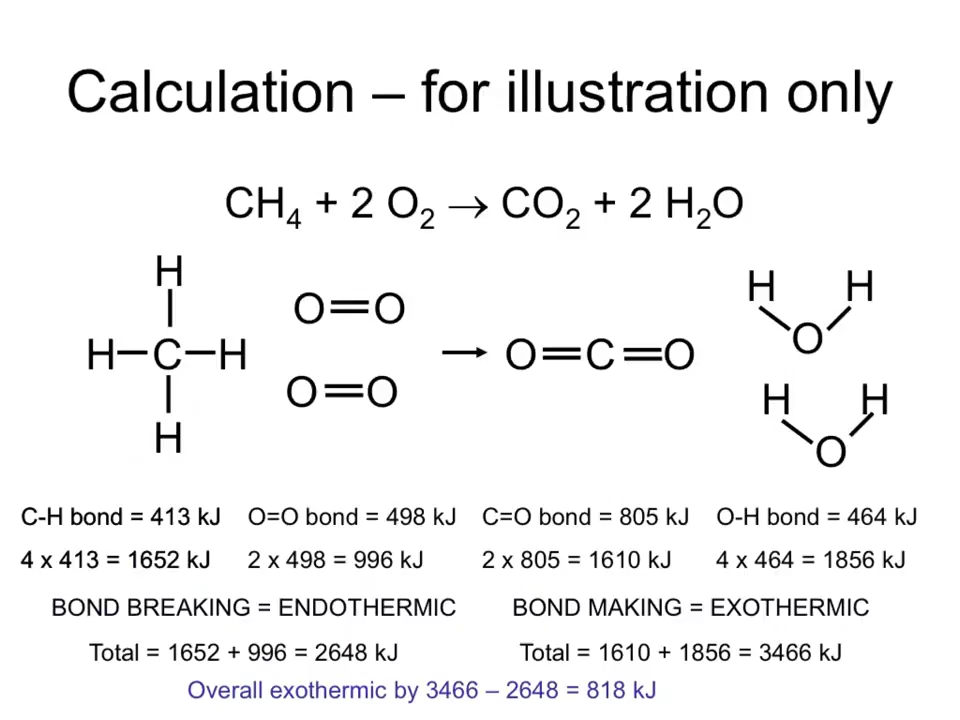 Calculation – for illustration only
CH₄ + 2 O₂ → CO₂ + 2 H₂O
H
H–C–H
H
O=O
O=O
→
O=C=O
H H
O
H H
O
C-H bond = 413 kJ O=O bond = 498 kJ C=O bond = 805 kJ O-H bond = 464 kJ
4 x 413 = 1652 kJ 2 x 498 = 996 kJ 2 x 805 = 1610 kJ 4 x 464 = 1856 kJ
BOND BREAKING = ENDOTHERMIC BOND MAKING = EXOTHERMIC
Total = 1652 + 996 = 2648 kJ Total = 1610 + 1856 = 3466 kJ
Overall exothermic by 3466 – 2648 = 818 kJ